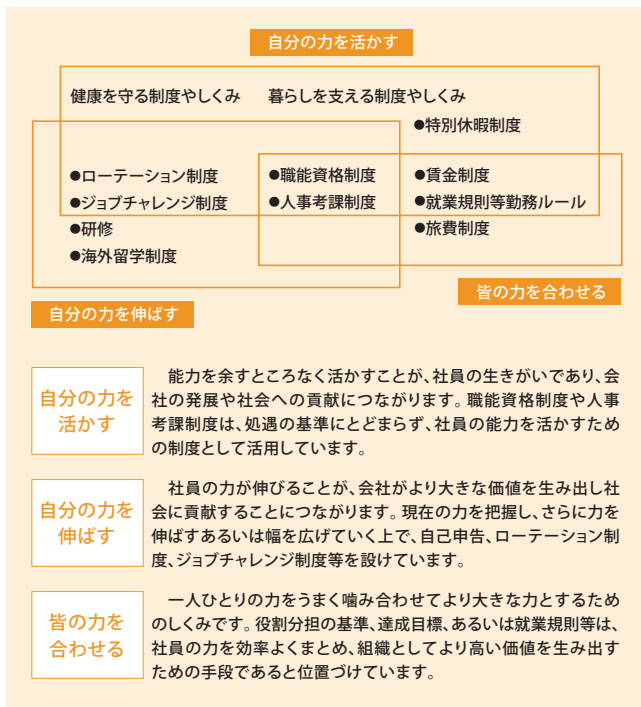 自分の力を活かす
健康を守る制度やしくみ　暮らしを支える制度やしくみ
●特別休暇制度
●ローテーション制度
●ジョブチャレンジ制度
●研修
●海外留学制度
●職能資格制度
●人事考課制度
●賃金制度
●就業規則等勤務ルール
●旅費制度
皆の力を合わせる
自分の力を伸ばす
自分の力を
活かす
能力を余すところなく活かすことが、社員の生きがいであり、会
社の発展や社会への貢献につながります。職能資格制度や人事
考課制度は、処遇の基準にとどまらず、社員の能力を活かすため
の制度として活用しています。
自分の力を
伸ばす
社員の力が伸びることが、会社がより大きな価値を生み出し社
会に貢献することにつながります。現在の力を把握し、さらに力を
伸ばすあるいは幅を広げていく上で、自己申告、ローテーション制
度、ジョブチャレンジ制度等を設けています。
皆の力を
合わせる
一人ひとりの力をうまく噛み合わせてより大きな力とするため
のしくみです。役割分担の基準、達成目標、あるいは就業規則等は、
社員の力を効率よくまとめ、組織としてより高い価値を生み出す
ための手段であると位置づけています。